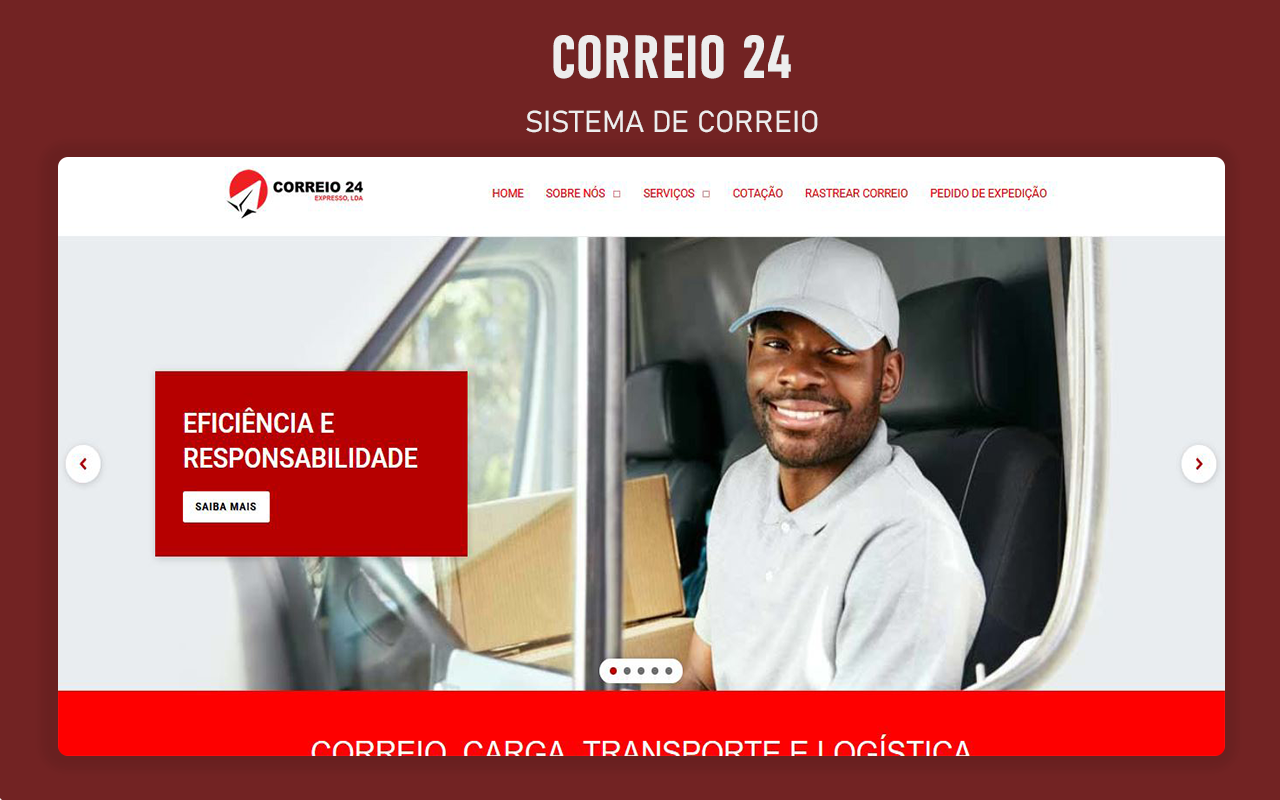 CORREIO 24
SISTEMA DE CORREIO
CORREIO 24
EXPRESSO, LDA
HOME SOBRE NÓS SERVIÇOS COTAÇÃO RASTREAR CORREIO PEDIDO DE EXPEDIÇÃO
EFICIÊNCIA E
RESPONSABILIDADE
SAIBA MAIS
CORREIO, CARGA, TRANSPORTE E LOGÍSTICA